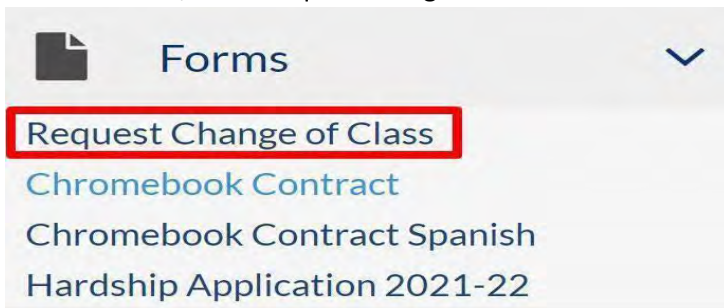 Forms
Request Change of Class
Chromebook Contract
Chromebook Contract Spanish
Hardship Application 2021-22